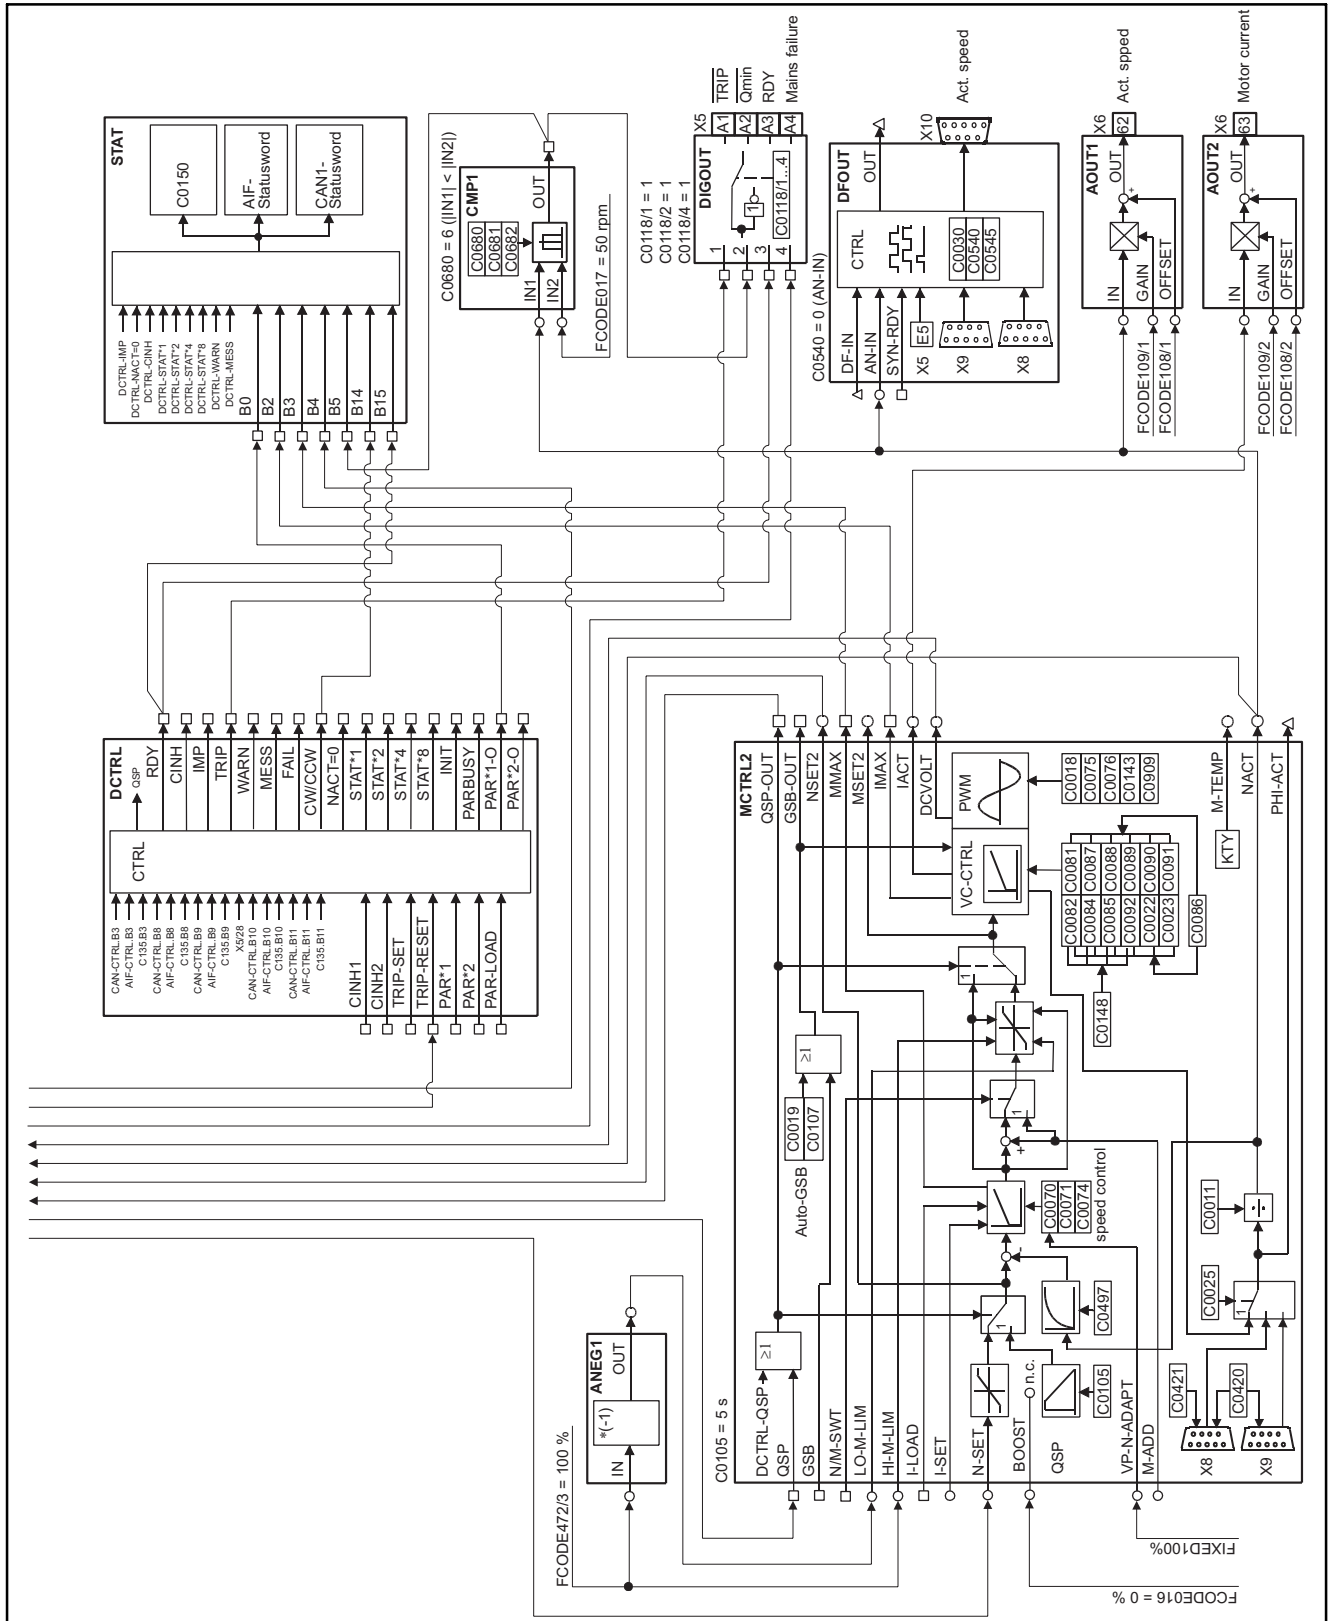 STAT
C0150
AIF-
Statusword
CAN1-
Statusword
DCTRL-IMP
DCTRL-NACT=0
DCTRL-CINH
DCTRL-STAT*1
DCTRL-STAT*2
DCTRL-STAT*4
DCTRL-STAT*8
DCTRL-WARN
DCTRL-MESS
B0
B2
B3
B4
B5
B14
B15
C0680 = 6 (|IN1| < |IN2|)
CMP1
C0680
C0681
C0682
OUT
IN1
IN2
FCODE017 = 50 rpm
C0118/1 = 1
C0118/2 = 1
C0118/4 = 1
DIGOUT
X5
A1
A2
A3
A4
TRIP
Qmin
RDY
Mains failure
1
C0118/1...4
1
2
3
4
C0540 = 0 (AN-IN)
DFOUT
OUT
X10
Act. speed
CTRL
C0030
C0540
C0545
DF-IN
AN-IN
SYN-RDY
X5
E5
X9
X8
AOUT1
X6
62
Act. spped
OUT
+
IN
GAIN
OFFSET
FCODE109/1
FCODE108/1
AOUT2
X6
63
Motor current
OUT
+
IN
GAIN
OFFSET
FCODE109/2
FCODE108/2
DCTRL
QSP
CTRL
RDY
CINH
IMP
TRIP
WARN
MESS
FAIL
CW/CCW
NACT=0
STAT*1
STAT*2
STAT*4
STAT*8
INIT
PARBUSY
PAR*1-O
PAR*2-O
CAN-CTRL.B3
AIF-CTRL.B3
C135.B3
CAN-CTRL.B8
AIF-CTRL.B8
C135.B8
CAN-CTRL.B9
AIF-CTRL.B9
C135.B9
X5/28
CAN-CTRL.B10
AIF-CTRL.B10
C135.B10
CAN-CTRL.B11
AIF-CTRL.B11
C135.B11
CINH1
CINH2
TRIP-SET
TRIP-RESET
PAR*1
PAR*2
PAR-LOAD
MCTRL2
QSP-OUT
GSB-OUT
NSET2
MMAX
MSET2
IMAX
IACT
DCVOLT
PWM
VC-CTRL
C0018
C0075
C0076
C0143
C0909
M-TEMP
NACT
PHI-ACT
KTY
C0082
C0084
C0085
C0092
C0022
C0023
C0081
C0087
C0088
C0089
C0090
C0091
C0086
C0148
1
≥1
C0019
C0107
Auto-GSB
1
+
C0070
C0071
C0074
speed control
-
C0011
C0025
1
1
C0497
≥1
C0105
C0421
C0420
X8
X9
C0105 = 5 s
DCTRL-QSP
QSP
GSB
N/M-SWT
LO-M-LIM
HI-M-LIM
I-LOAD
I-SET
N-SET
BOOST
n.c.
QSP
VP-N-ADAPT
M-ADD
ANEG1
OUT
*(-1)
IN
FCODE472/3 = 100 %
FIXED100%
FCODE016 = 0 %